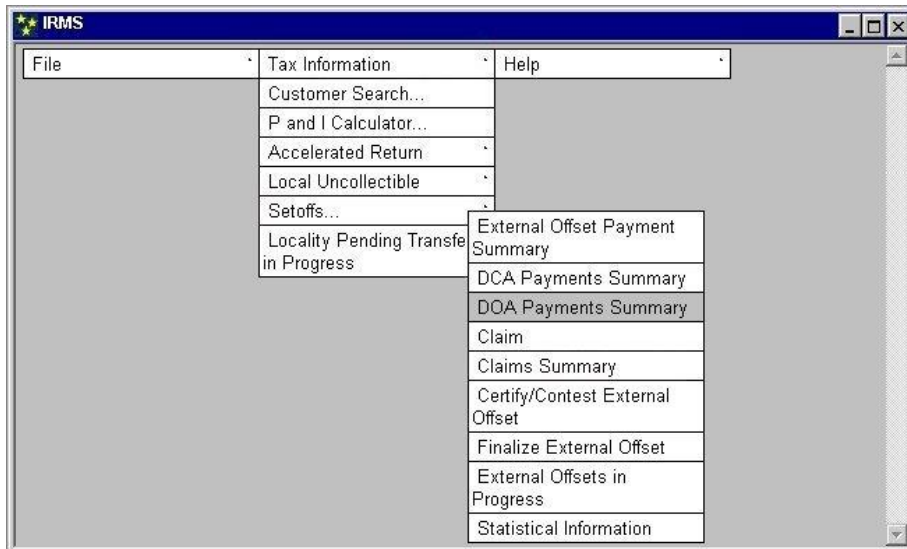 IRMS
File Tax Information Help
Customer Search...
P and I Calculator...
Accelerated Return
Local Uncollectible
Setoffs...
Locality Pending Transfe
in Progress
External Offset Payment
Summary
DCA Payments Summary
DOA Payments Summary
Claim
Claims Summary
Certify/Contest External
Offset
Finalize External Offset
External Offsets in
Progress
Statistical Information